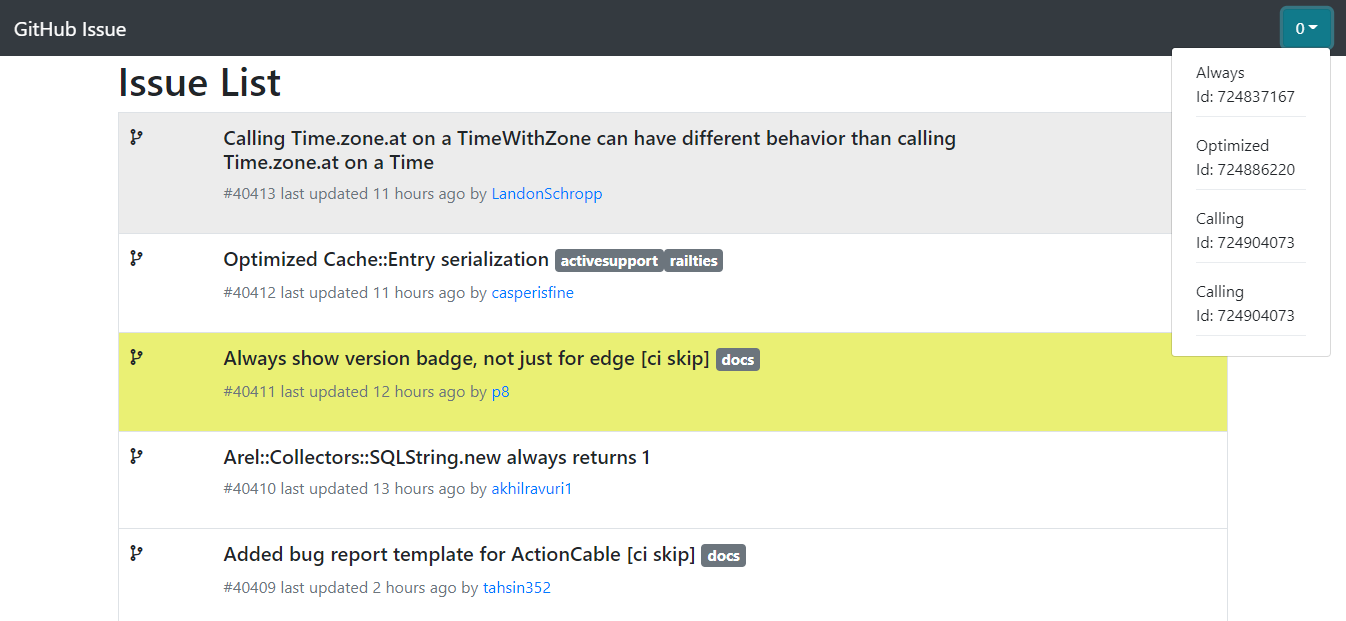 GitHub Issue
0
Always
Id: 724837167
Optimized
Id: 724886220
Calling
Id: 724904073
Calling
Id: 724904073
Issue List
Calling Time.zone.at on a TimeWithZone can have different behavior than calling
Time.zone.at on a Time
#40413 last updated 11 hours ago by LandonSchropp
Optimized Cache::Entry serialization activesupport railties
#40412 last updated 11 hours ago by casperisfine
Always show version badge, not just for edge [ci skip] docs
#40411 last updated 12 hours ago by p8
Arel::Collectors::SQLString.new always returns 1
#40410 last updated 13 hours ago by akhilravuri1
Added bug report template for ActionCable [ci skip] docs
#40409 last updated 2 hours ago by tahsin352